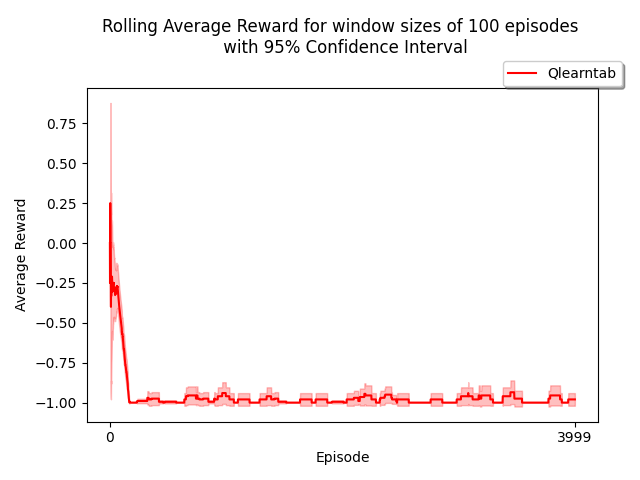 Rolling Average Reward for window sizes of 100 episodes
with 95% Confidence Interval
Qlearntab
Average Reward
0.75
0.50
0.25
0.00
−0.25
−0.50
−0.75
−1.00
0
3999
Episode